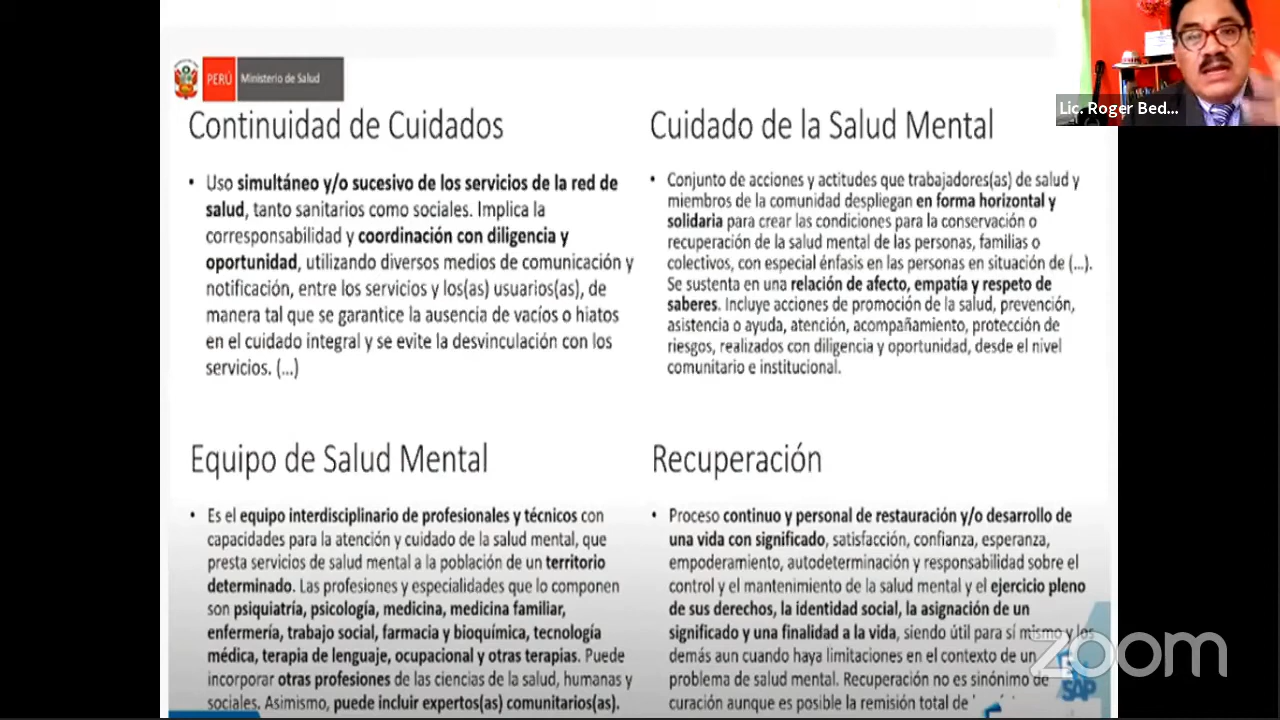 PERÚ Ministerio de Salud
Lic. Roger Bed...
Continuidad de Cuidados
• Uso simultáneo y/o sucesivo de los servicios de la red de
salud, tanto sanitarios como sociales. Implica la
corresponsabilidad y coordinación con diligencia y
oportunidad, utilizando diversos medios de comunicación y
notificación, entre los servicios y los(as) usuarios(as), de
manera tal que se garantice la ausencia de vacíos o hiatos
en el cuidado integral y se evite la desvinculación con los
servicios. (...)
Cuidado de la Salud Mental
• Conjunto de acciones y actitudes que trabajadores(as) de salud y
miembros de la comunidad despliegan en forma horizontal y
solidaria para crear las condiciones para la conservación o
recuperación de la salud mental de las personas, familias o
colectivos, con especial énfasis en las personas en situación de (...).
Se sustenta en una relación de afecto, empatía y respeto de
saberes. Incluye acciones de promoción de la salud, prevención,
asistencia o ayuda, atención, acompañamiento, protección de
riesgos, realizados con diligencia y oportunidad, desde el nivel
comunitario e institucional.
Equipo de Salud Mental
• Es el equipo interdisciplinario de profesionales y técnicos con
capacidades para la atención y cuidado de la salud mental, que
presta servicios de salud mental a la población de un territorio
determinado. Las profesiones y especialidades que lo componen
son psiquiatría, psicología, medicina, medicina familiar,
enfermería, trabajo social, farmacia y bioquímica, tecnología
médica, terapia de lenguaje, ocupacional y otras terapias. Puede
incorporar otras profesiones de las ciencias de la salud, humanas y
sociales. Asimismo, puede incluir expertos(as) comunitarios(as).
Recuperación
• Proceso continuo y personal de restauración y/o desarrollo de
una vida con significado, satisfacción, confianza, esperanza,
empoderamiento, autodeterminación y responsabilidad sobre el
control y el mantenimiento de la salud mental y el ejercicio pleno
de sus derechos, la identidad social, la asignación de un
significado y una finalidad a la vida, siendo útil para sí mismo y los
demás aun cuando haya limitaciones en el contexto de un
problema de salud mental. Recuperación no es sinónimo de
curación aunque es posible la remisión total de
zoom